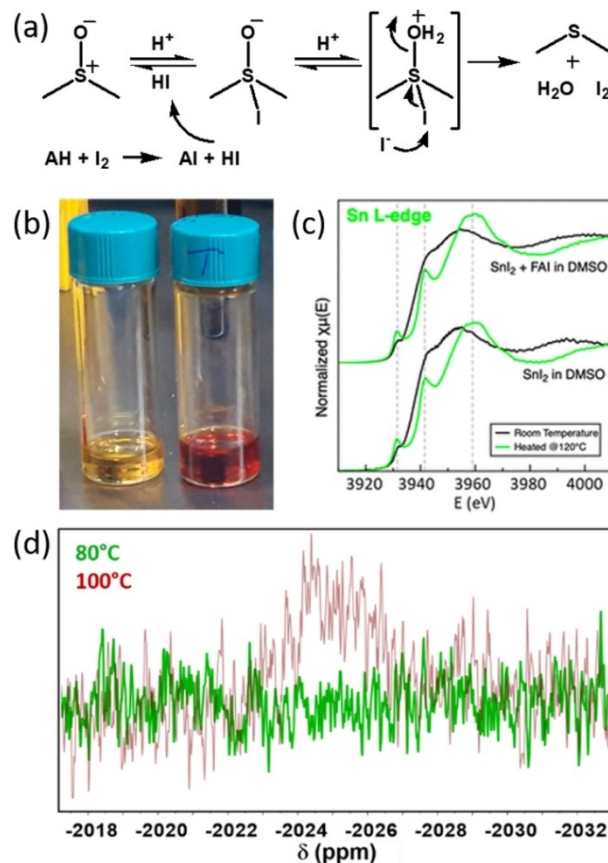 (a)
O⁻ H⁺ O⁻ H⁺ OH₂⁺
S⁺ HI S S S
I I H₂O + I₂
AH + I₂ AI + HI I⁻
(b)
(c)
Sn L-edge
Normalized χμ(E)
SnI₂ + FAI in DMSO
SnI₂ in DMSO
Room Temperature
Heated @120°C
3920 3940 3960 3980 4000
E (eV)
(d)
80°C
100°C
-2018 -2020 -2022 -2024 -2026 -2028 -2030 -2032
δ (ppm)